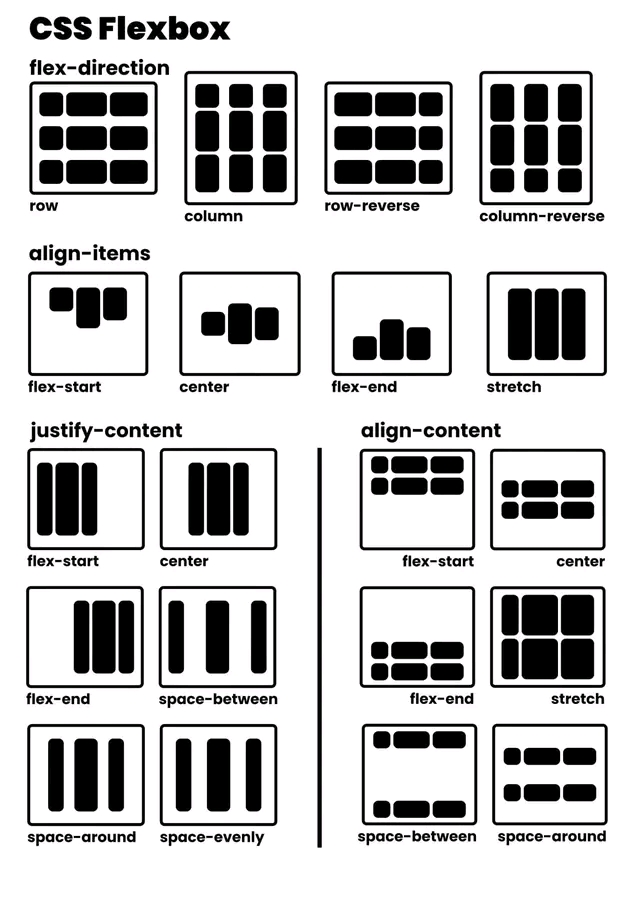 CSS Flexbox
flex-direction
row
column
row-reverse
column-reverse
align-items
flex-start
center
flex-end
stretch
justify-content
flex-start
center
flex-end
space-between
space-around
space-evenly
align-content
flex-start
center
flex-end
stretch
space-between
space-around